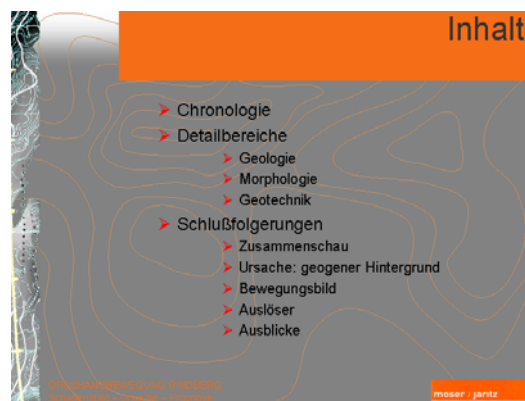 Inhalt
Chronologie
Detailbereiche
Geologie
Morphologie
Geotechnik
Schlußfolgerungen
Zusammenschau
Ursache: geogener Hintergrund
Bewegungsbild
Auslöser
Ausblicke
moser / jaritz